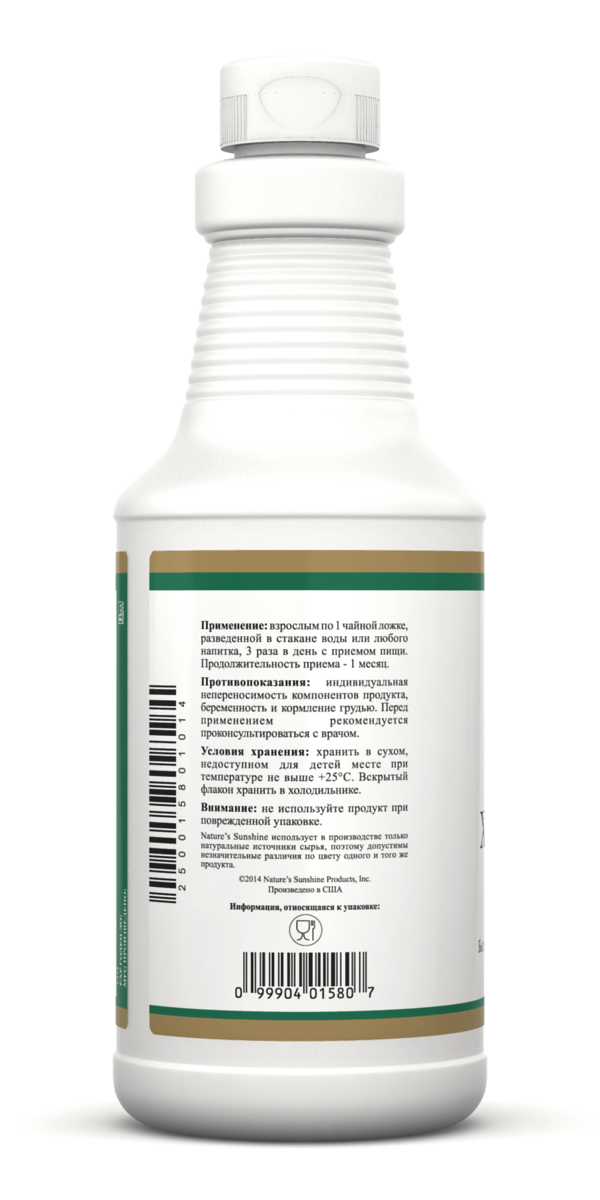 Применение: взрослым по 1 чайной ложке,
разведенной в стакане воды или любого
напитка, 3 раза в день с приемом пищи.
Продолжительность приема - 1 месяц.
Противопоказания: индивидуальная
непереносимость компонентов продукта,
беременность и кормление грудью. Перед
применением рекомендуется
проконсультироваться с врачом.
Условия хранения: хранить в сухом,
недоступном для детей месте при
температуре не выше +25°C. Вскрытый
флакон хранить в холодильнике.
Внимание: не используйте продукт при
поврежденной упаковке.
Nature's Sunshine использует в производстве только
натуральные источники сырья, поэтому допустимы
незначительные различия по цвету одного и того же
продукта.
©2014 Nature's Sunshine Products, Inc.
Произведено в США
Информация, относящаяся к упаковке:
0 99904 01580 7
250015801014